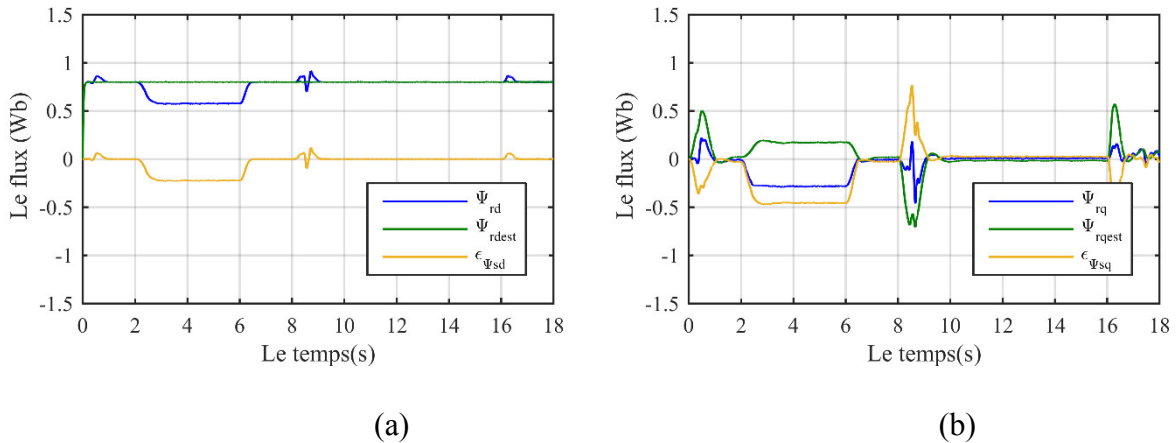 1.5
1
0.5
0
-0.5
-1
-1.5
Le flux (Wb)
Ψrd
Ψrdest
ϵΨsd
0 2 4 6 8 10 12 14 16 18
Le temps(s)
(a)
1.5
1
0.5
0
-0.5
-1
-1.5
Le flux (Wb)
Ψrq
Ψrqest
ϵΨsq
0 2 4 6 8 10 12 14 16 18
Le temps(s)
(b)